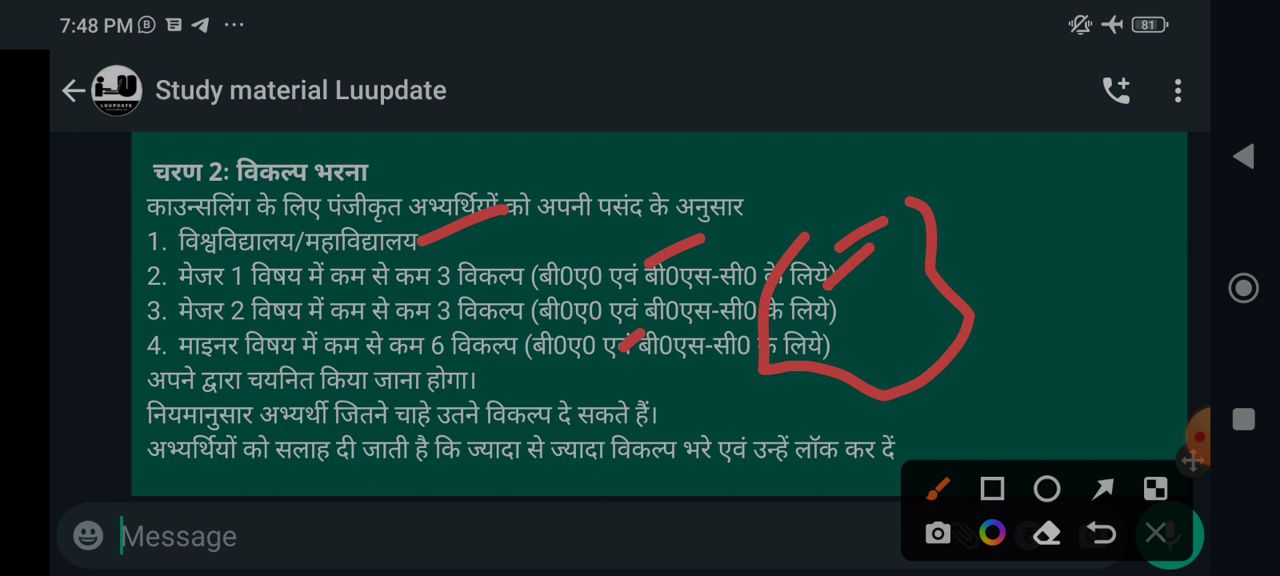 7:48 PM
81
Study material Luupdate
LUUPDATE
चरण 2: विकल्प भरना
काउन्सलिंग के लिए पंजीकृत अभ्यर्थियों को अपनी पसंद के अनुसार
1. विश्वविद्यालय/महाविद्यालय
2. मेजर 1 विषय में कम से कम 3 विकल्प (बी0ए0 एवं बी0एस-सी0 के लिये)
3. मेजर 2 विषय में कम से कम 3 विकल्प (बी0ए0 एवं बी0एस-सी0 के लिये)
4. माइनर विषय में कम से कम 6 विकल्प (बी0ए0 एवं बी0एस-सी0 के लिये)
अपने द्वारा चयनित किया जाना होगा।
नियमानुसार अभ्यर्थी जितने चाहे उतने विकल्प दे सकते हैं।
अभ्यर्थियों को सलाह दी जाती है कि ज्यादा से ज्यादा विकल्प भरे एवं उन्हें लॉक कर दें
Message